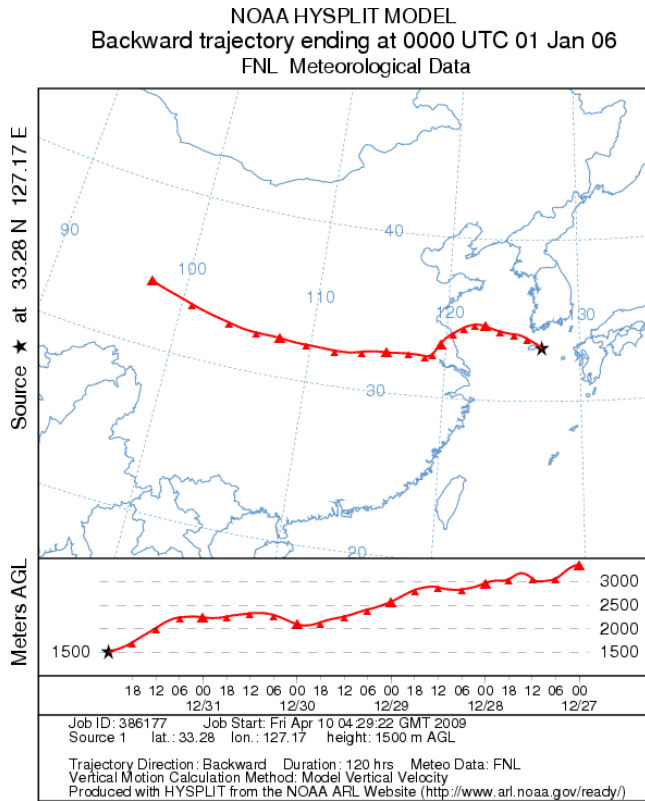 NOAA HYSPLIT MODEL
Backward trajectory ending at 0000 UTC 01 Jan 06
FNL Meteorological Data
Source ★ at 33.28 N 127.17 E
90
100
40
110
120
130
30
20
Meters AGL
1500
3000
2500
2000
1500
18 12 06 00 18 12 06 00 18 12 06 00 18 12 06 00 18 12 06 00
12/31 12/30 12/29 12/28 12/27
Job ID: 386177 Job Start: Fri Apr 10 04:29:22 GMT 2009
Source 1 lat.: 33.28 lon.: 127.17 height: 1500 m AGL
Trajectory Direction: Backward Duration: 120 hrs Meteo Data: FNL
Vertical Motion Calculation Method: Model Vertical Velocity
Produced with HYSPLIT from the NOAA ARL Website (http://www.arl.noaa.gov/ready/)